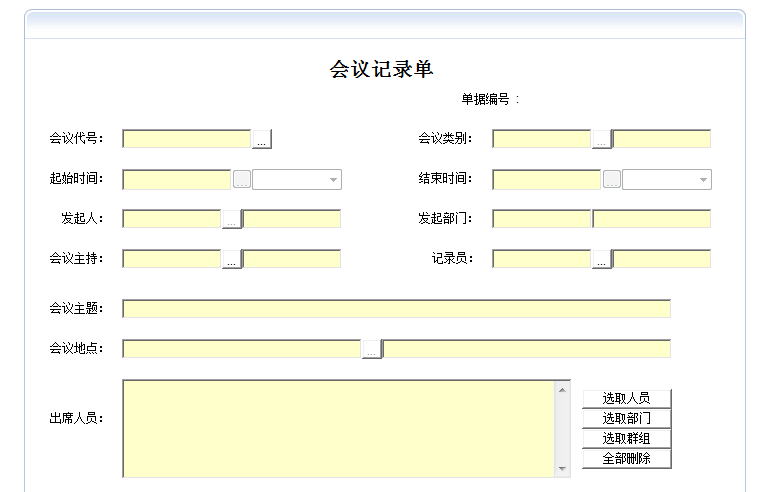 会议记录单
单据编号 :
会议代号: ... 会议类别: ...
起始时间: ... 结束时间: ...
发起人: ... 发起部门:
会议主持: ... 记录员: ...
会议主题:
会议地点: ...
出席人员:
选取人员
选取部门
选取群组
全部删除